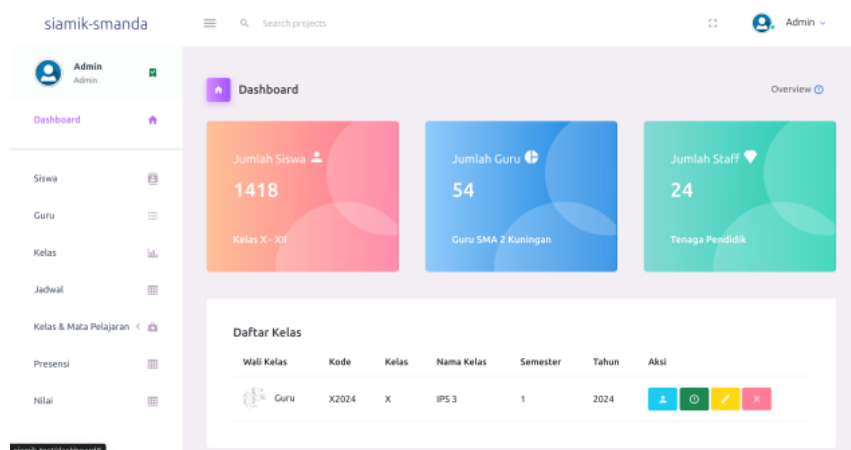 siamik-smanda
Search projects
Admin
Admin
Admin
Dashboard
Siswa
Guru
Kelas
Jadwal
Kelas & Mata Pelajaran
Presensi
Nilai
Dashboard
Overview
Jumlah Siswa
1418
Kelas X - XII
Jumlah Guru
54
Guru SMA 2 Kuningan
Jumlah Staff
24
Tenaga Pendidik
Daftar Kelas
Wali Kelas Kode Kelas Nama Kelas Semester Tahun Aksi
Guru X2024 X IPS 3 1 2024